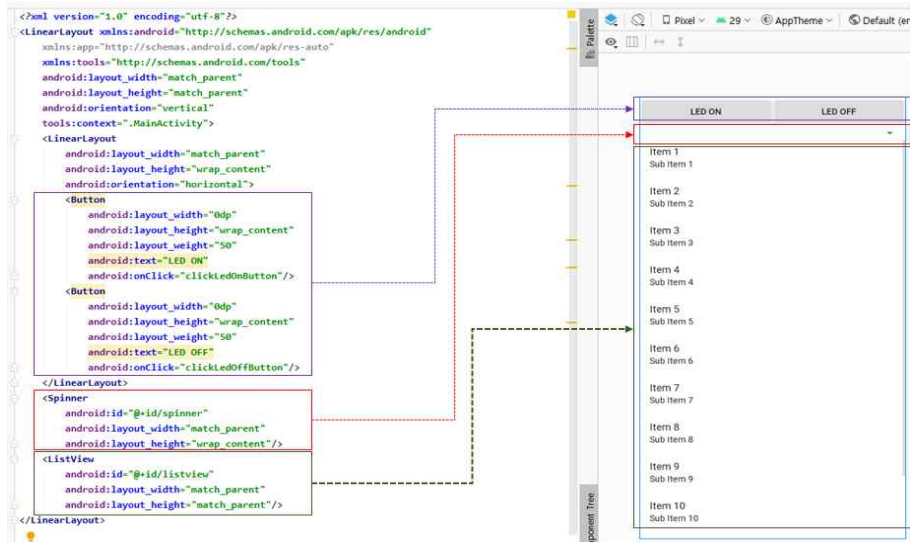 <?xml version="1.0" encoding="utf-8"?>
<LinearLayout xmlns:android="http://schemas.android.com/apk/res/android"
xmlns:app="http://schemas.android.com/apk/res-auto"
xmlns:tools="http://schemas.android.com/tools"
android:layout_width="match_parent"
android:layout_height="match_parent"
android:orientation="vertical"
tools:context=".MainActivity">
<LinearLayout
android:layout_width="match_parent"
android:layout_height="wrap_content"
android:orientation="horizontal">
<Button
android:layout_width="0dp"
android:layout_height="wrap_content"
android:layout_weight="50"
android:text="LED ON"
android:onClick="clickLedOnButton"/>
<Button
android:layout_width="0dp"
android:layout_height="wrap_content"
android:layout_weight="50"
android:text="LED OFF"
android:onClick="clickLedOffButton"/>
</LinearLayout>
<Spinner
android:id="@+id/spinner"
android:layout_width="match_parent"
android:layout_height="wrap_content"/>
<ListView
android:id="@+id/listview"
android:layout_width="match_parent"
android:layout_height="match_parent"/>
</LinearLayout>
Palette
Pixel 29 AppTheme Default (en
LED ON LED OFF
Item 1
Sub Item 1
Item 2
Sub Item 2
Item 3
Sub Item 3
Item 4
Sub Item 4
Item 5
Sub Item 5
Item 6
Sub Item 6
Item 7
Sub Item 7
Item 8
Sub Item 8
Item 9
Sub Item 9
Item 10
Sub Item 10
ponent Tree